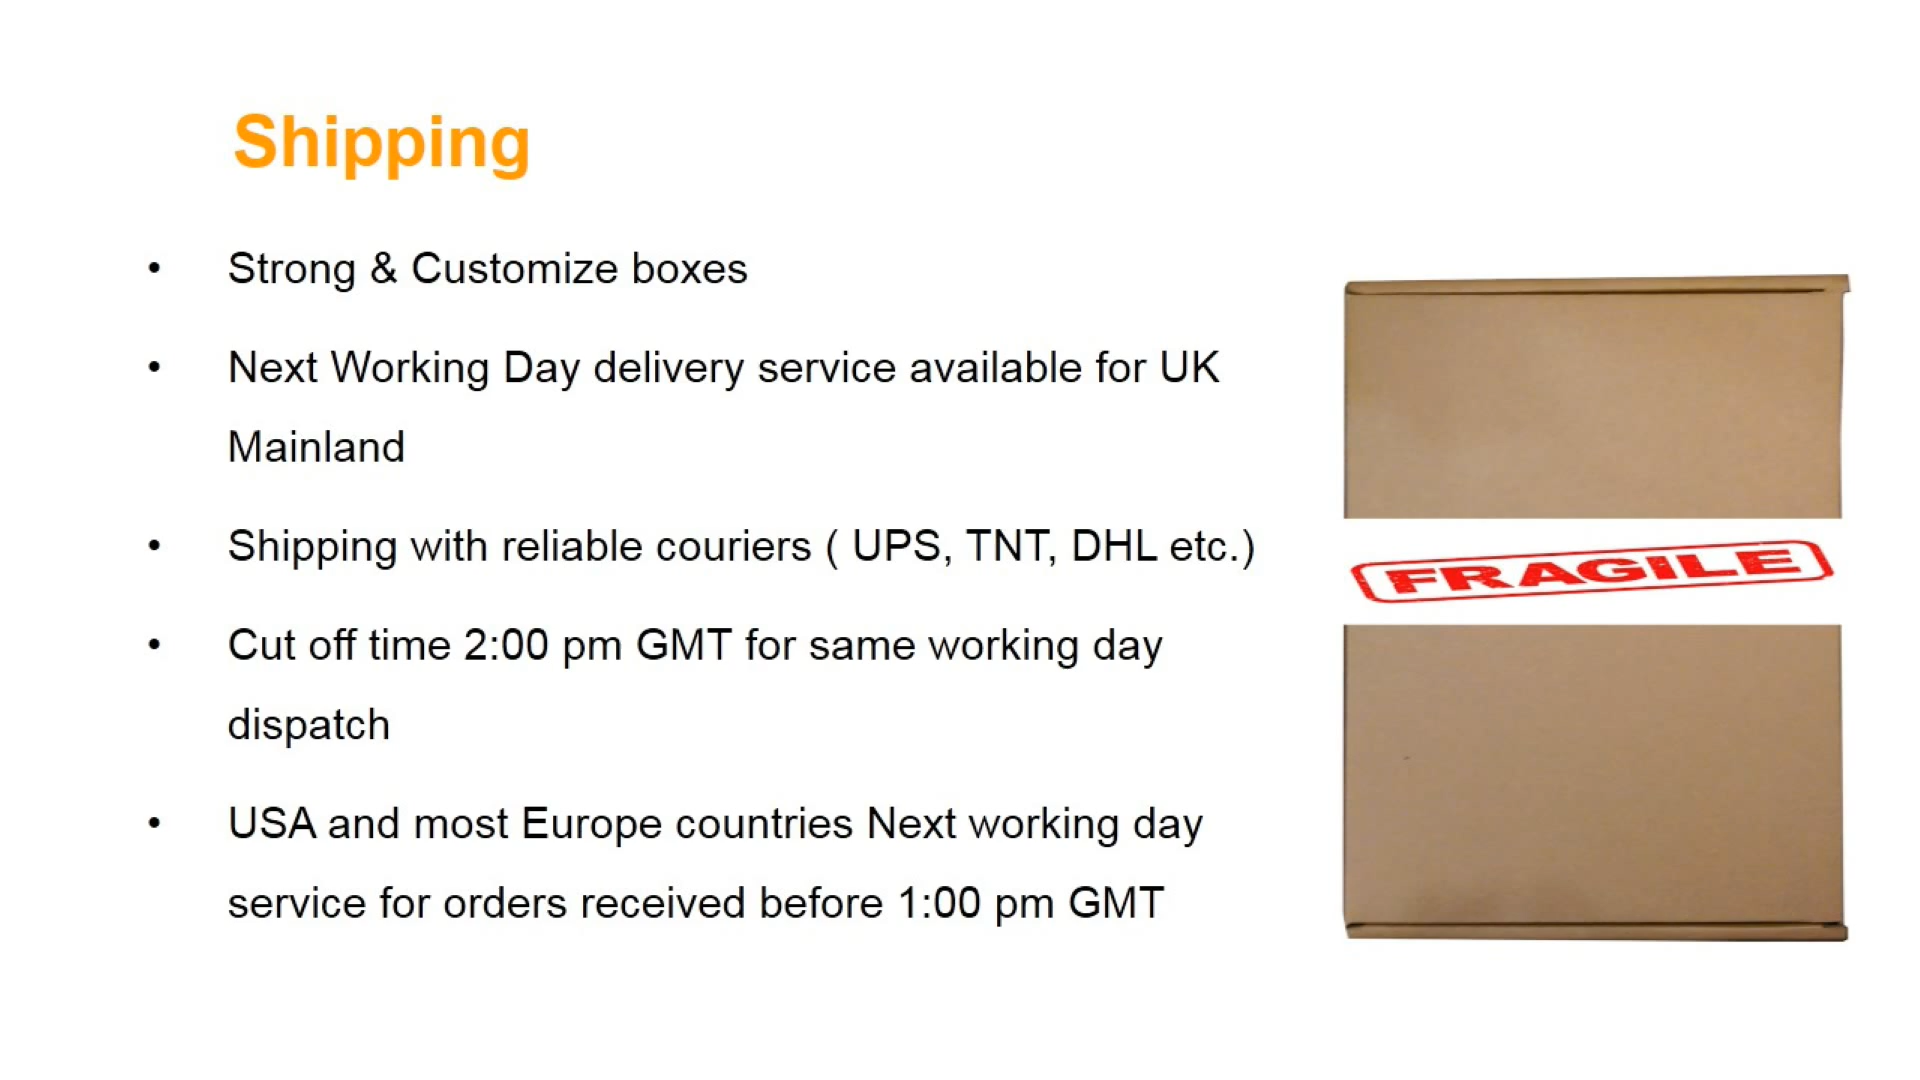 Shipping
• Strong & Customize boxes
• Next Working Day delivery service available for UK
Mainland
• Shipping with reliable couriers ( UPS, TNT, DHL etc.)
• Cut off time 2:00 pm GMT for same working day
dispatch
• USA and most Europe countries Next working day
service for orders received before 1:00 pm GMT
FRAGILE